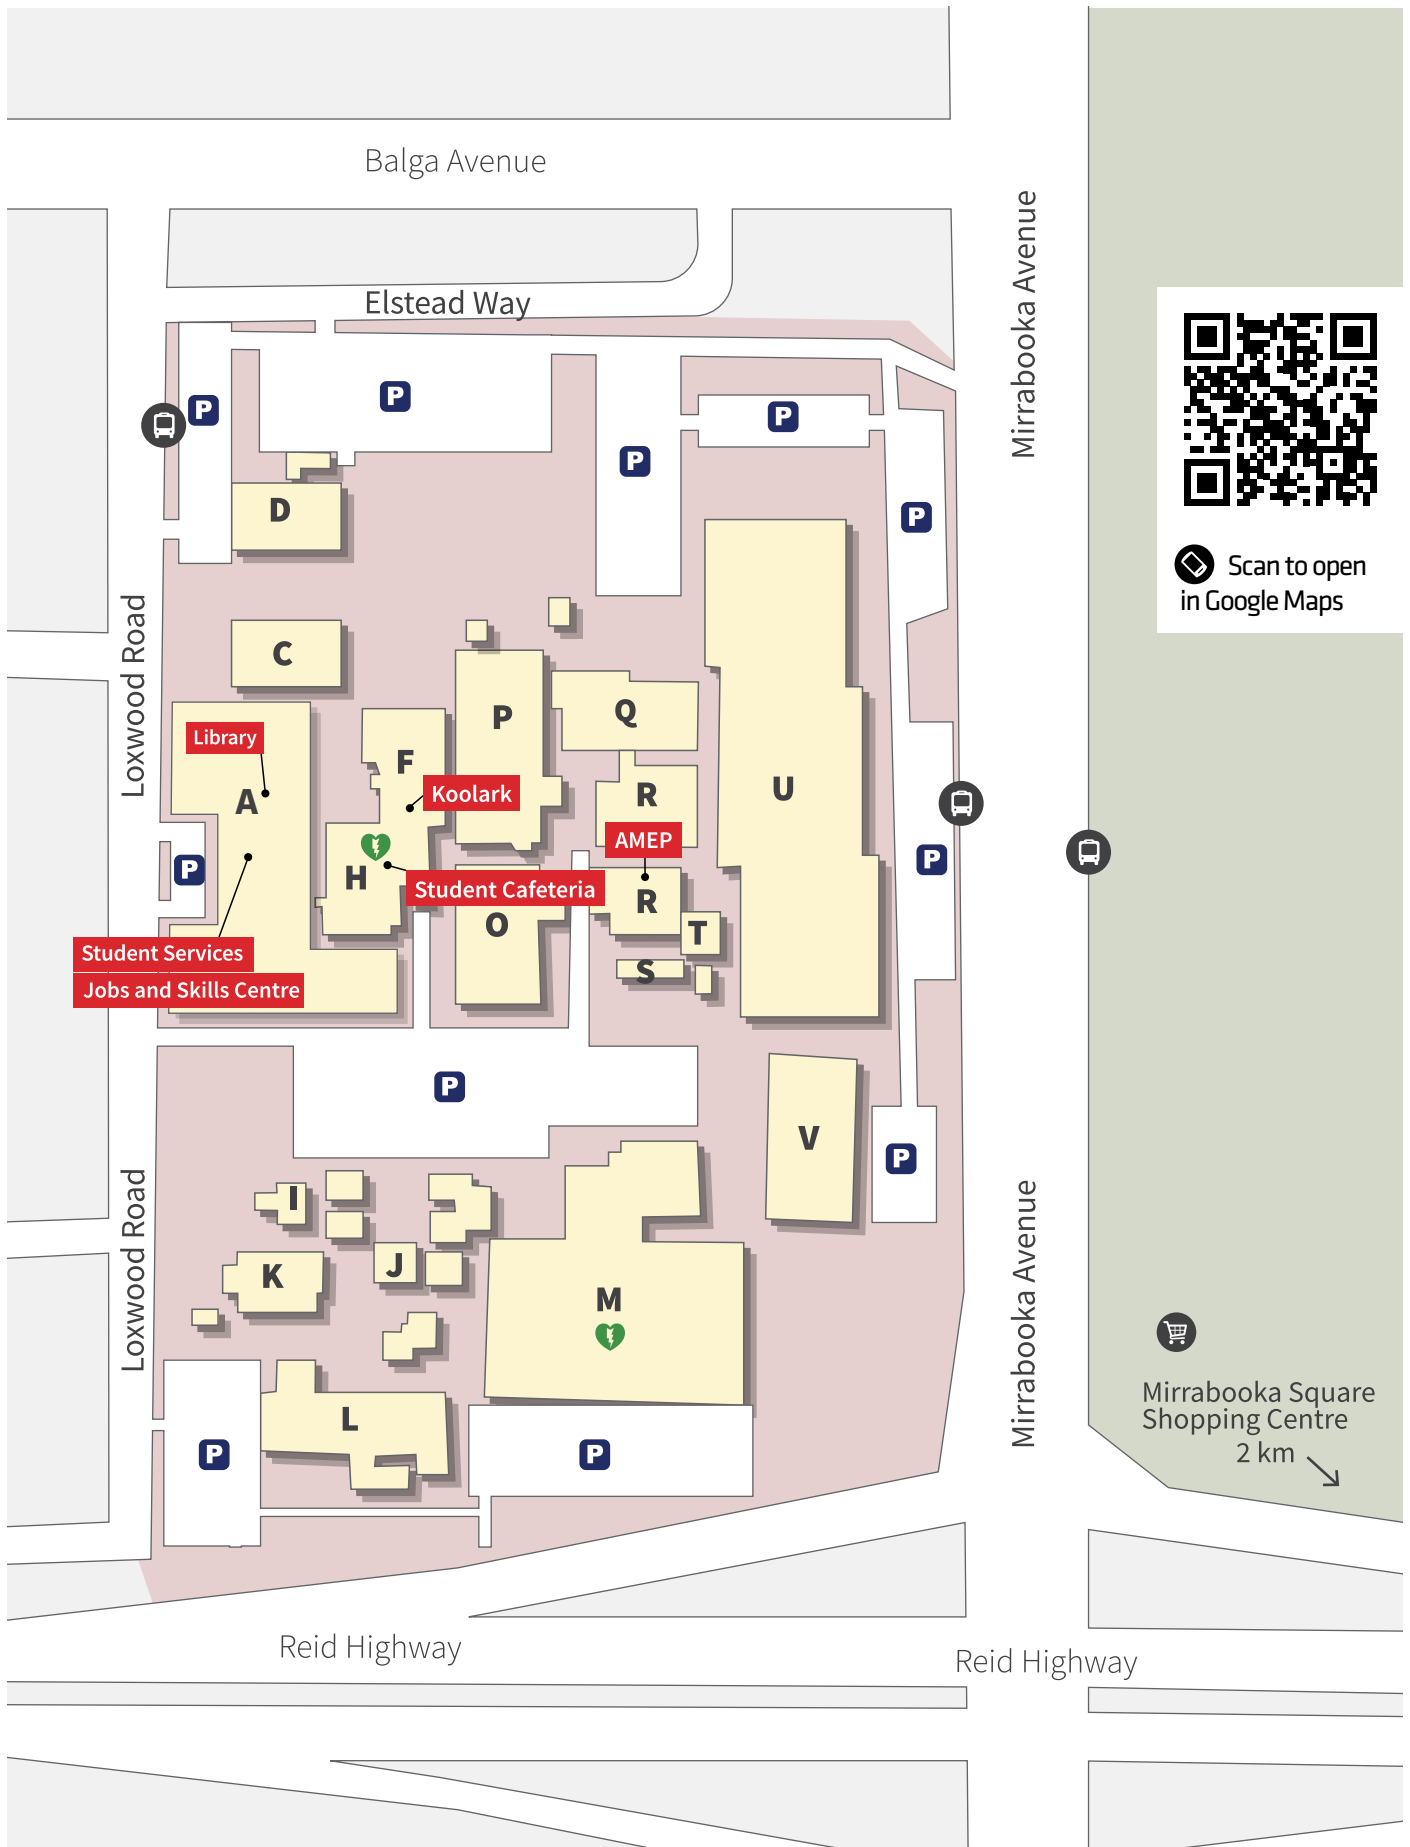 Balga Avenue
Mirrabooka Avenue
Elstead Way
P
P
P
P
P
D
Scan to open
in Google Maps
Loxwood Road
C
P
Q
Library
F
A
Koolark
R
U
AMEP
P
H
Student Cafeteria
P
R
O
T
Student Services
S
Jobs and Skills Centre
P
V
P
I
Loxwood Road
J
K
M
Mirrabooka Avenue
Mirrabooka Square
Shopping Centre
2 km
L
P
P
Reid Highway
Reid Highway